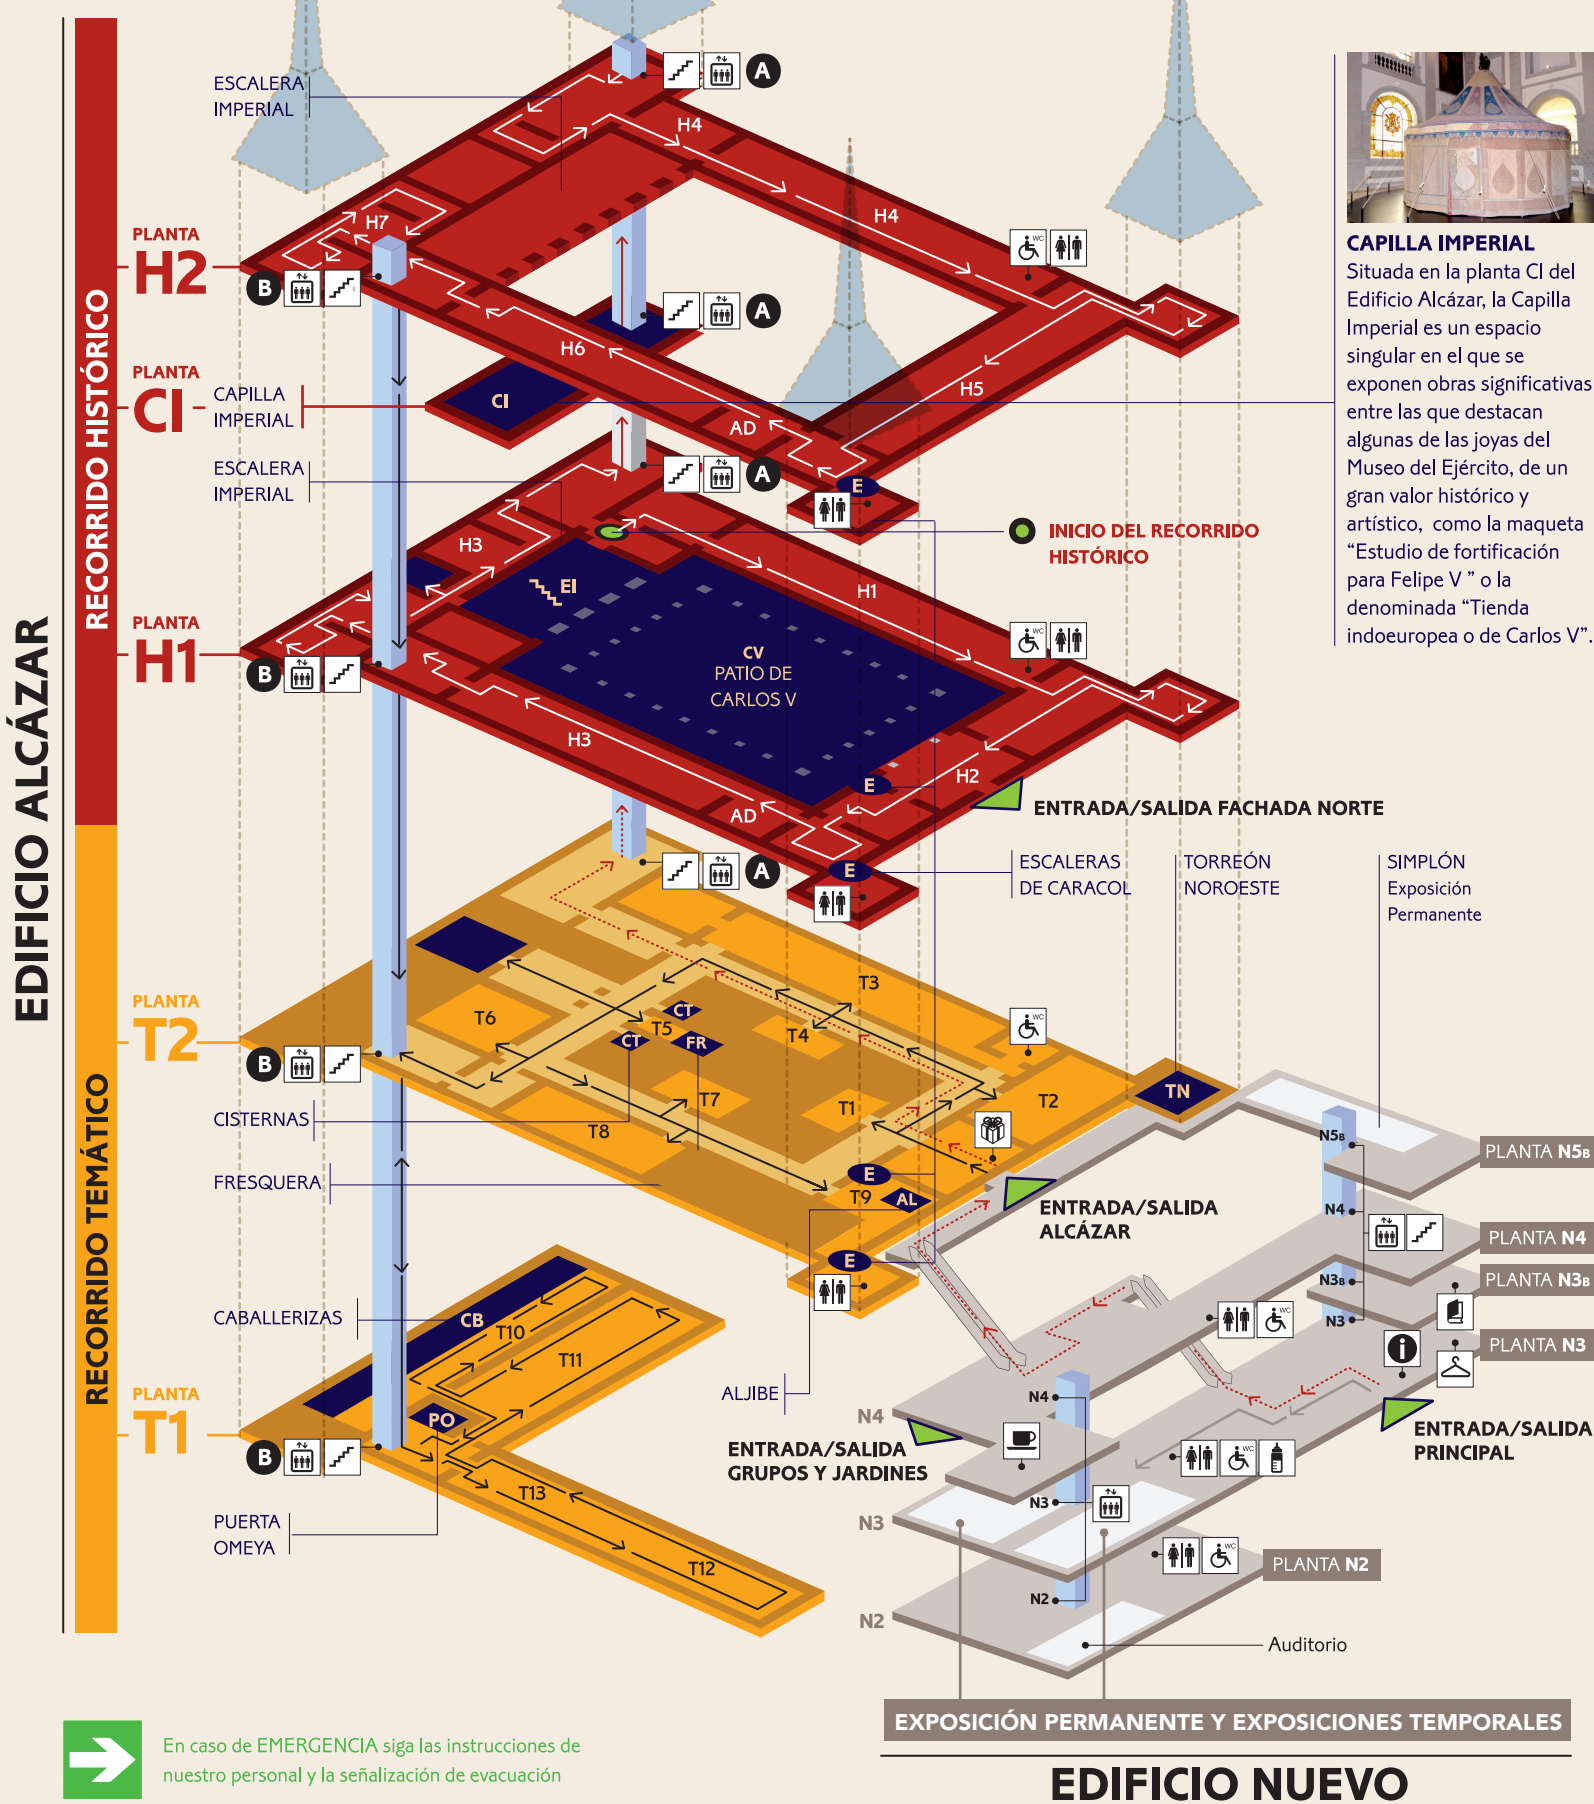 EDIFICIO ALCÁZAR
RECORRIDO HISTÓRICO
RECORRIDO TEMÁTICO
ESCALERA
IMPERIAL
A
H4
H4
H7
PLANTA
H2
B
WC
A
H6
H5
PLANTA
CI
CAPILLA
IMPERIAL
CI
AD
ESCALERA
IMPERIAL
A
E
INICIO DEL RECORRIDO
HISTÓRICO
CAPILLA IMPERIAL
Situada en la planta CI del
Edificio Alcázar, la Capilla
Imperial es un espacio
singular en el que se
exponen obras significativas
entre las que destacan
algunas de las joyas del
Museo del Ejército, de un
gran valor histórico y
artístico, como la maqueta
“Estudio de fortificación
para Felipe V ” o la
denominada “Tienda
indoeuropea o de Carlos V”.
H3
EI
H1
PLANTA
H1
B
WC
CV
PATIO DE
CARLOS V
H3
H2
E
AD
ENTRADA/SALIDA FACHADA NORTE
A
E
ESCALERAS
DE CARACOL
TORREÓN
NOROESTE
SIMPLÓN
Exposición
Permanente
PLANTA
T2
B
T3
T6
CT
T5
CT
FR
T4
WC
T7
T1
T2
TN
T8
CISTERNAS
FRESQUERA
E
T9
AL
E
ENTRADA/SALIDA
ALCÁZAR
N5B
PLANTA N5B
N4
PLANTA N4
N3B
PLANTA N3B
N3
PLANTA N3
WC
i
CABALLERIZAS
CB
T10
T11
ALJIBE
PLANTA
T1
PO
B
N4
N4
ENTRADA/SALIDA
GRUPOS Y JARDINES
ENTRADA/SALIDA
PRINCIPAL
WC
T13
N3
N3
PUERTA
OMEYA
T12
WC
PLANTA N2
N2
N2
Auditorio
EXPOSICIÓN PERMANENTE Y EXPOSICIONES TEMPORALES
EDIFICIO NUEVO
En caso de EMERGENCIA siga las instrucciones de
nuestro personal y la señalización de evacuación